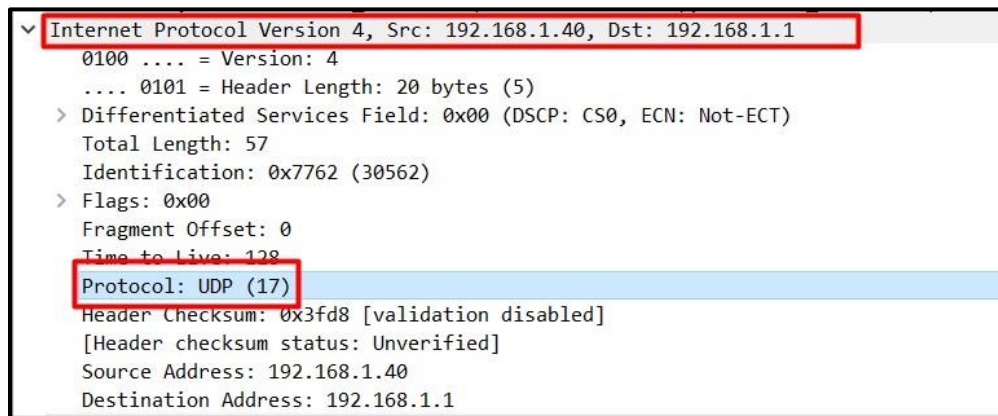 Internet Protocol Version 4, Src: 192.168.1.40, Dst: 192.168.1.1
0100 .... = Version: 4
.... 0101 = Header Length: 20 bytes (5)
Differentiated Services Field: 0x00 (DSCP: CS0, ECN: Not-ECT)
Total Length: 57
Identification: 0x7762 (30562)
Flags: 0x00
Fragment Offset: 0
Time to Live: 128
Protocol: UDP (17)
Header Checksum: 0x3fd8 [validation disabled]
[Header checksum status: Unverified]
Source Address: 192.168.1.40
Destination Address: 192.168.1.1